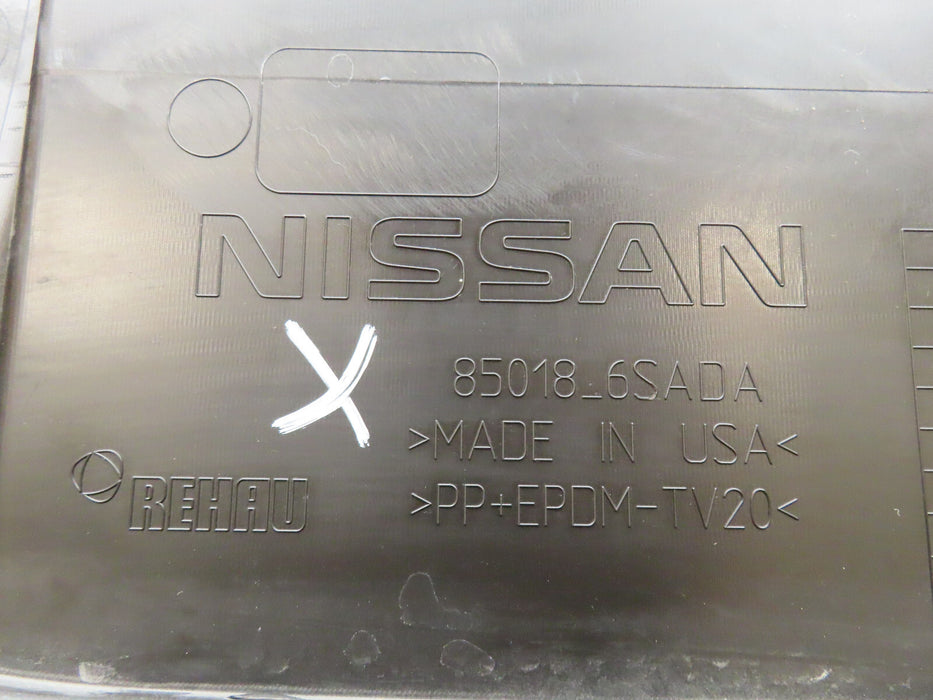 NISSAN
X
85018_6SADA
>MADE IN USA<
REHAU
>PP+EPDM-TV20<